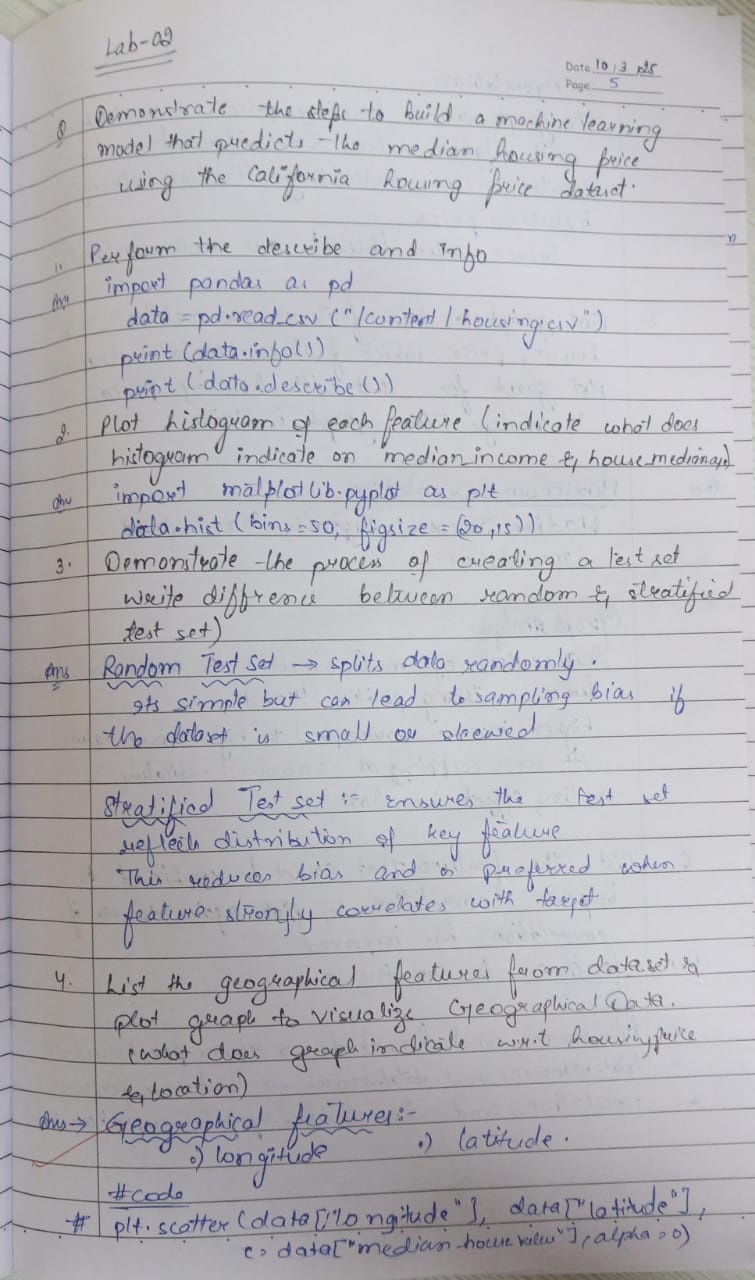 Lab-02
Date 10/3/25
Page 5
Q Demonstrate the steps to build a machine learning
model that predicts the median housing price
using the California housing price dataset.
1. Perform the describe and info
Ans import pandas as pd
data = pd.read_csv ("/content/housing.csv")
print (data.info())
print (data.describe())
2. Plot histogram of each feature (indicate what does
histogram indicate on median_income & house_median_age)
Ans import matplotlib.pyplot as plt
data.hist (bins=50, figsize=(20,15))
3. Demonstrate the process of creating a test set
write diffrence between random & stratified
test set)
Ans Random Test Set → splits data randomly.
Its simple but can lead to sampling bias if
the dataset is small or skewed
Stratified Test set :- ensures the test set
reflects distribution of key feature
This reduces bias and is preferred when
feature strongly correlates with target
4. List the geographical features from dataset &
plot graph to visualize Geographical Data.
(what does graph indicate w.r.t housing price
& location)
Ans → Geographical features:-
•) longitude •) latitude.
#code
# plt.scatter (data["longitude"], data["latitude"],
c= data["median_house_value"], alpha=0)